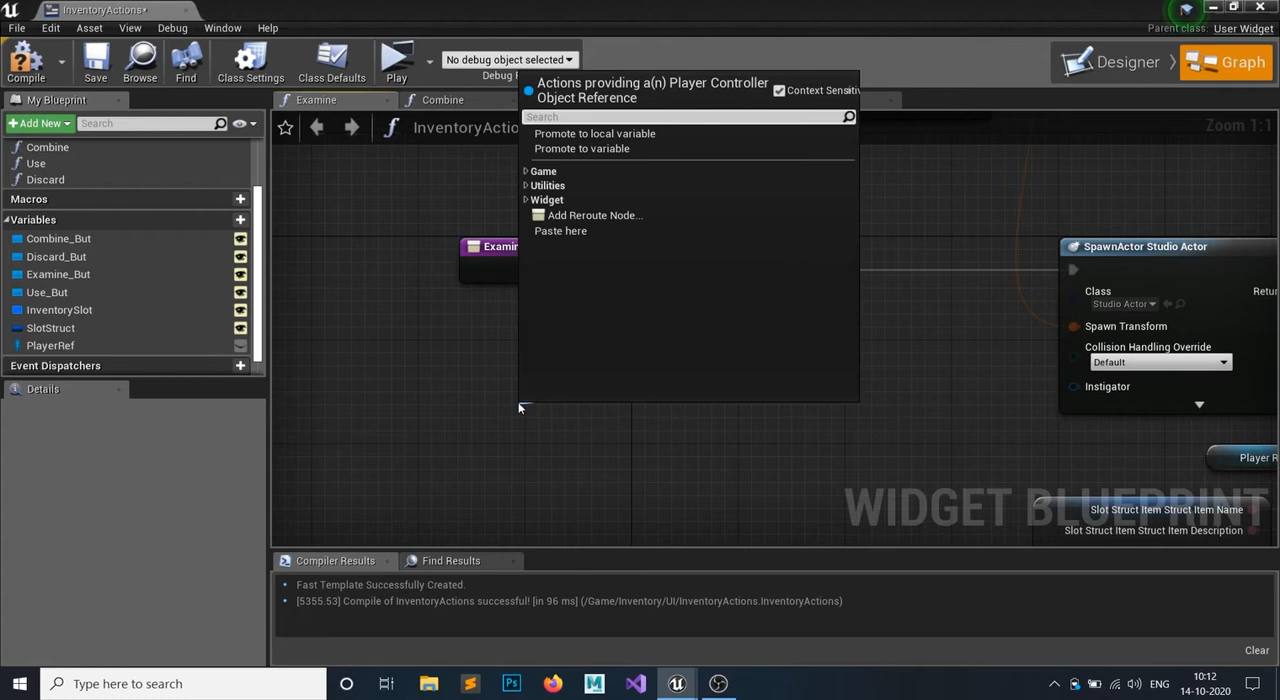 InventoryActions*
File Edit Asset View Debug Window Help
Parent class: User Widget
Compile Save Browse Find Class Settings Class Defaults Play
No debug object selected
Designer Graph
My Blueprint
Examine Combine
+Add New Search
InventoryActio
Zoom 1:1
Combine
Use
Discard
Macros
Variables
Combine_But
Discard_But
Examine_But
Use_But
InventorySlot
SlotStruct
PlayerRef
Event Dispatchers
Details
Actions providing a(n) Player Controller
Object Reference
Context Sensitiv
Search
Promote to local variable
Promote to variable
Game
Utilities
Widget
Add Reroute Node...
Paste here
Examin
SpawnActor Studio Actor
Class
Retur
Studio Actor
Spawn Transform
Collision Handling Override
Default
Instigator
Player R
Slot Struct Item Struct Item Name
Slot Struct Item Struct Item Description
WIDGET BLUEPRINT
Compiler Results Find Results
Fast Template Successfully Created.
[5355.53] Compile of InventoryActions successful! [in 96 ms] (/Game/Inventory/UI/InventoryActions.InventoryActions)
Clear
Type here to search
ENG
10:12
14-10-2020